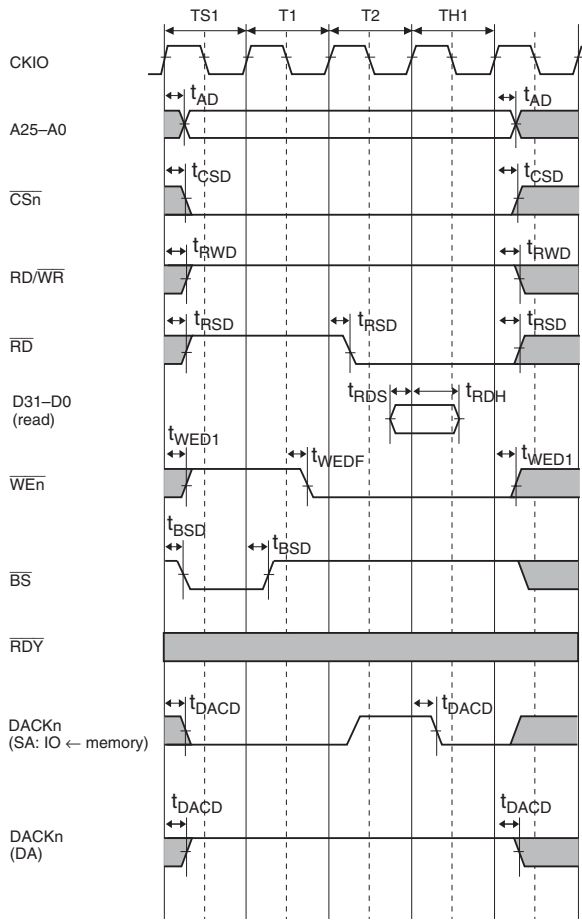 TS1 T1 T2 TH1
CKIO
tAD tAD
A25–A0
tCSD tCSD
CSn
tRWD tRWD
RD/WR
tRSD tRSD tRSD
RD
D31–D0
(read)
tRDS tRDH
tWED1 tWEDF tWED1
WEn
tBSD tBSD
BS
RDY
tDACD tDACD
DACKn
(SA: IO ← memory)
tDACD tDACD
DACKn
(DA)